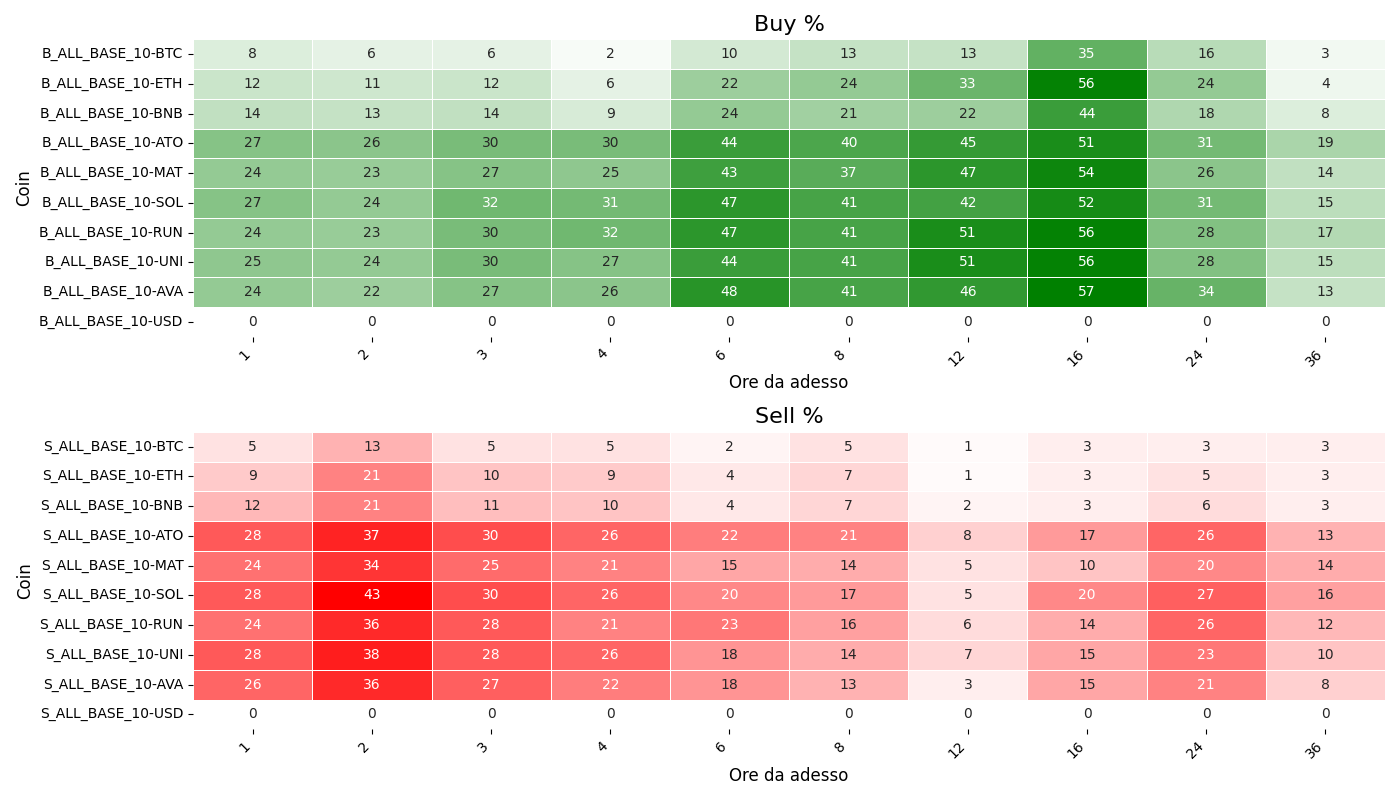 Buy %
Coin
B_ALL_BASE_10-BTC 8 6 6 2 10 13 13 35 16 3
B_ALL_BASE_10-ETH 12 11 12 6 22 24 33 56 24 4
B_ALL_BASE_10-BNB 14 13 14 9 24 21 22 44 18 8
B_ALL_BASE_10-ATO 27 26 30 30 44 40 45 51 31 19
B_ALL_BASE_10-MAT 24 23 27 25 43 37 47 54 26 14
B_ALL_BASE_10-SOL 27 24 32 31 47 41 42 52 31 15
B_ALL_BASE_10-RUN 24 23 30 32 47 41 51 56 28 17
B_ALL_BASE_10-UNI 25 24 30 27 44 41 51 56 28 15
B_ALL_BASE_10-AVA 24 22 27 26 48 41 46 57 34 13
B_ALL_BASE_10-USD 0 0 0 0 0 0 0 0 0 0
1 2 3 4 6 8 12 16 24 36
Ore da adesso
Sell %
Coin
S_ALL_BASE_10-BTC 5 13 5 5 2 5 1 3 3 3
S_ALL_BASE_10-ETH 9 21 10 9 4 7 1 3 5 3
S_ALL_BASE_10-BNB 12 21 11 10 4 7 2 3 6 3
S_ALL_BASE_10-ATO 28 37 30 26 22 21 8 17 26 13
S_ALL_BASE_10-MAT 24 34 25 21 15 14 5 10 20 14
S_ALL_BASE_10-SOL 28 43 30 26 20 17 5 20 27 16
S_ALL_BASE_10-RUN 24 36 28 21 23 16 6 14 26 12
S_ALL_BASE_10-UNI 28 38 28 26 18 14 7 15 23 10
S_ALL_BASE_10-AVA 26 36 27 22 18 13 3 15 21 8
S_ALL_BASE_10-USD 0 0 0 0 0 0 0 0 0 0
1 2 3 4 6 8 12 16 24 36
Ore da adesso